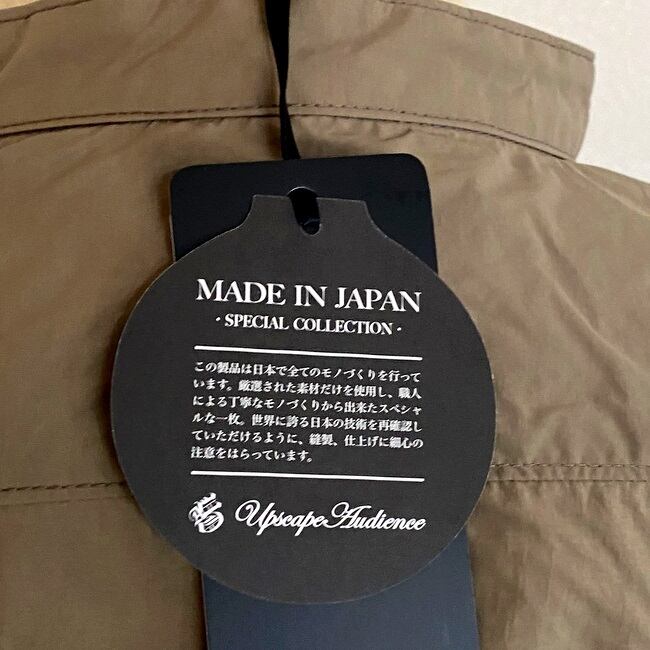 MADE IN JAPAN
· SPECIAL COLLECTION ·
この製品は日本で全てのモノづくりを行って
います。厳選された素材だけを使用し、職人
による丁寧なモノづくりから出来たスペシャ
ルな一枚。世界に誇る日本の技術を再確認し
ていただけるように、縫製、仕上げに細心の
注意をはらっています。
Upscape Audience